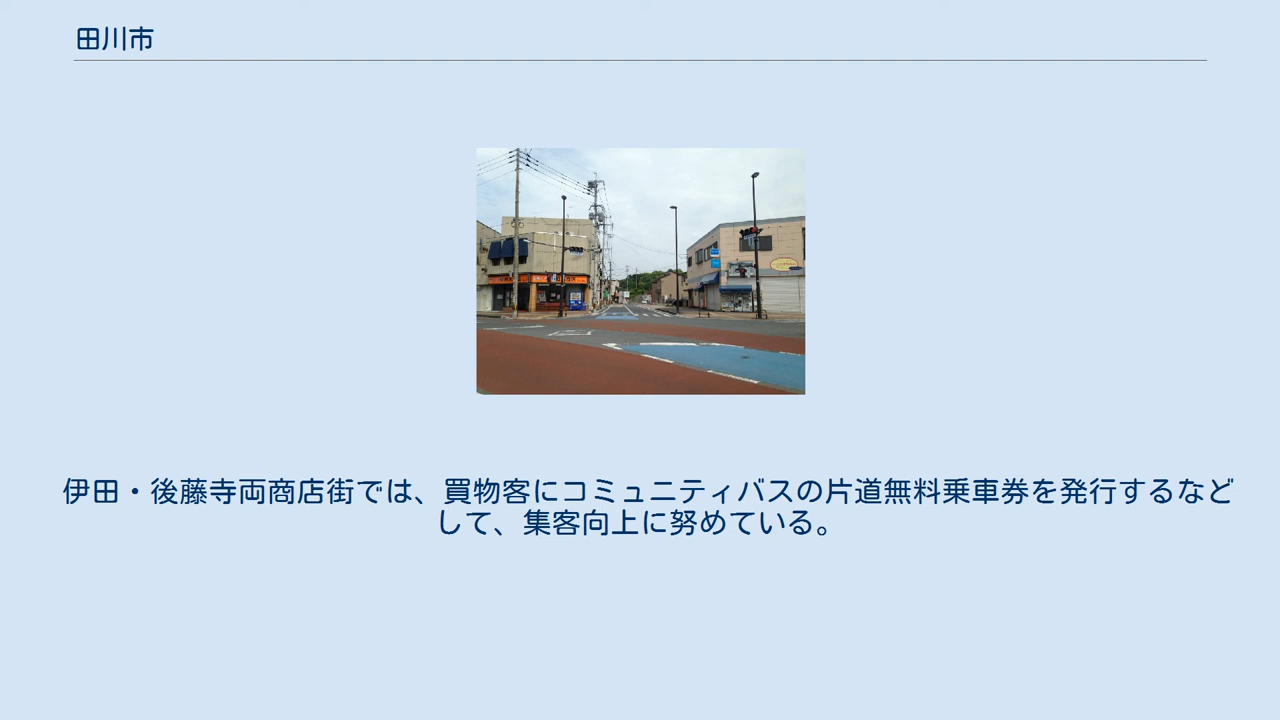 田川市
伊田・後藤寺両商店街では、買物客にコミュニティバスの片道無料乗車券を発行するなど
して、集客向上に努めている。